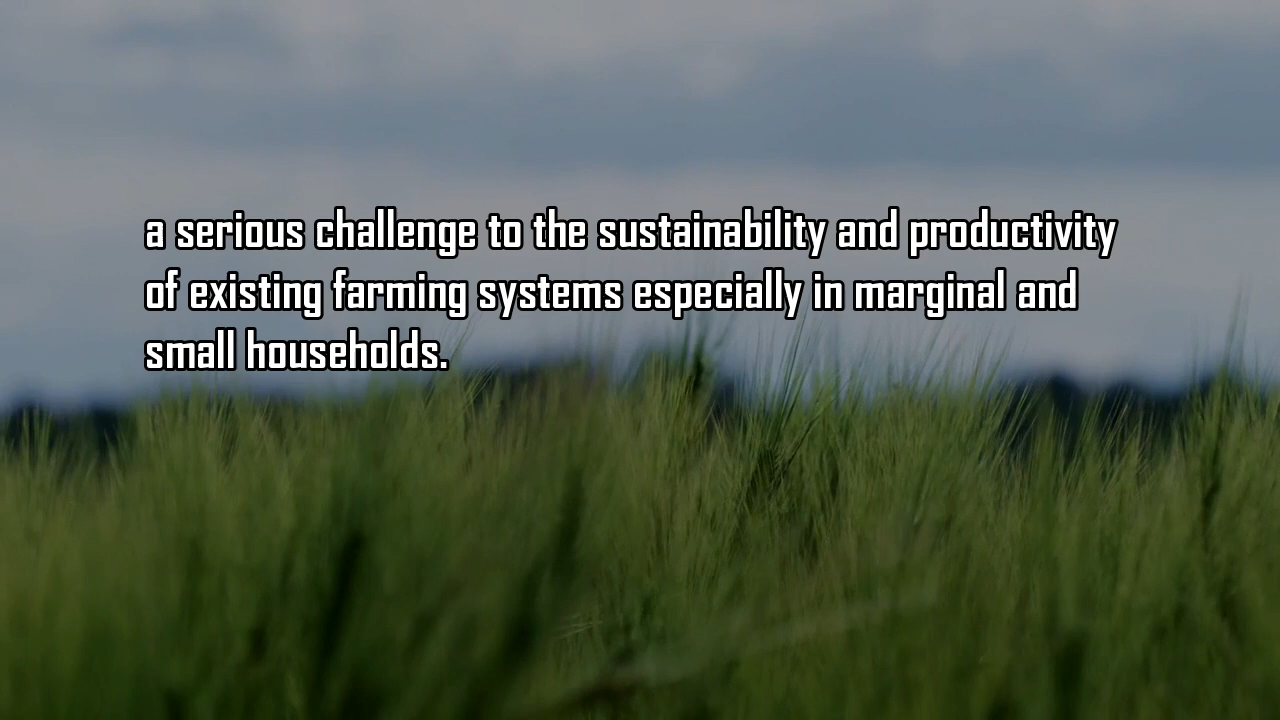 a serious challenge to the sustainability and productivity
of existing farming systems especially in marginal and
small households.